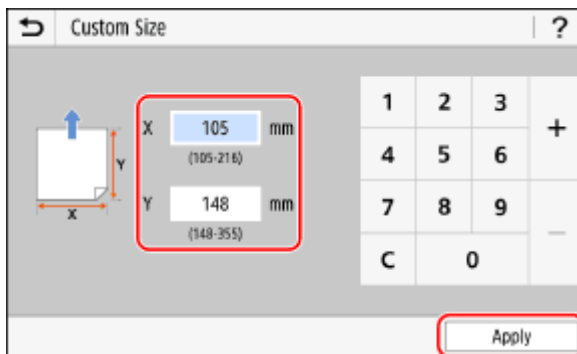 Custom Size ?
X 105 mm
(105-216)
Y 148 mm
(148-355)
Y
X
1 2 3 +
4 5 6
7 8 9 −
C 0
Apply